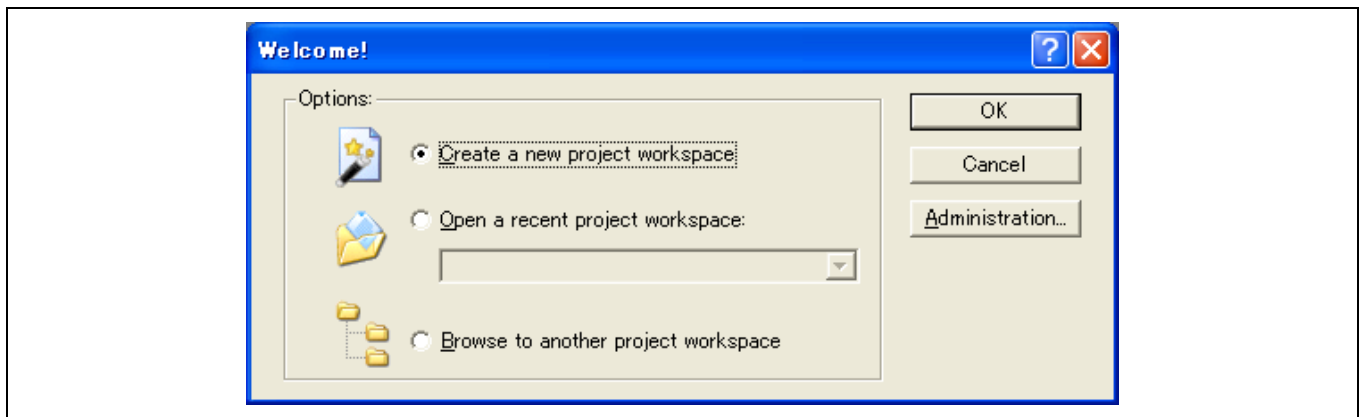 Welcome!
Options:
Create a new project workspace
Open a recent project workspace:
Browse to another project workspace
OK
Cancel
Administration...